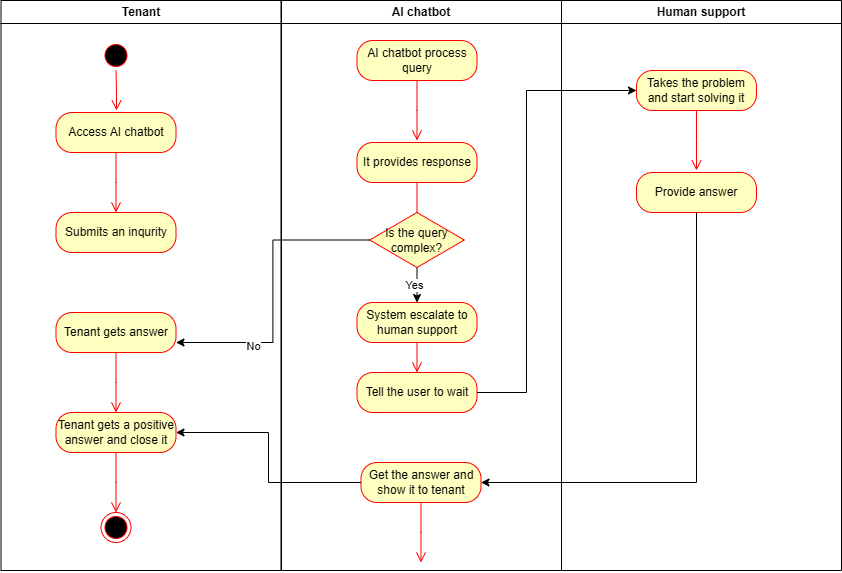 Tenant
AI chatbot
Human support
Access AI chatbot
Submits an inqurity
Tenant gets answer
Tenant gets a positive
answer and close it
AI chatbot process
query
It provides response
Is the query
complex?
No
Yes
System escalate to
human support
Tell the user to wait
Get the answer and
show it to tenant
Takes the problem
and start solving it
Provide answer